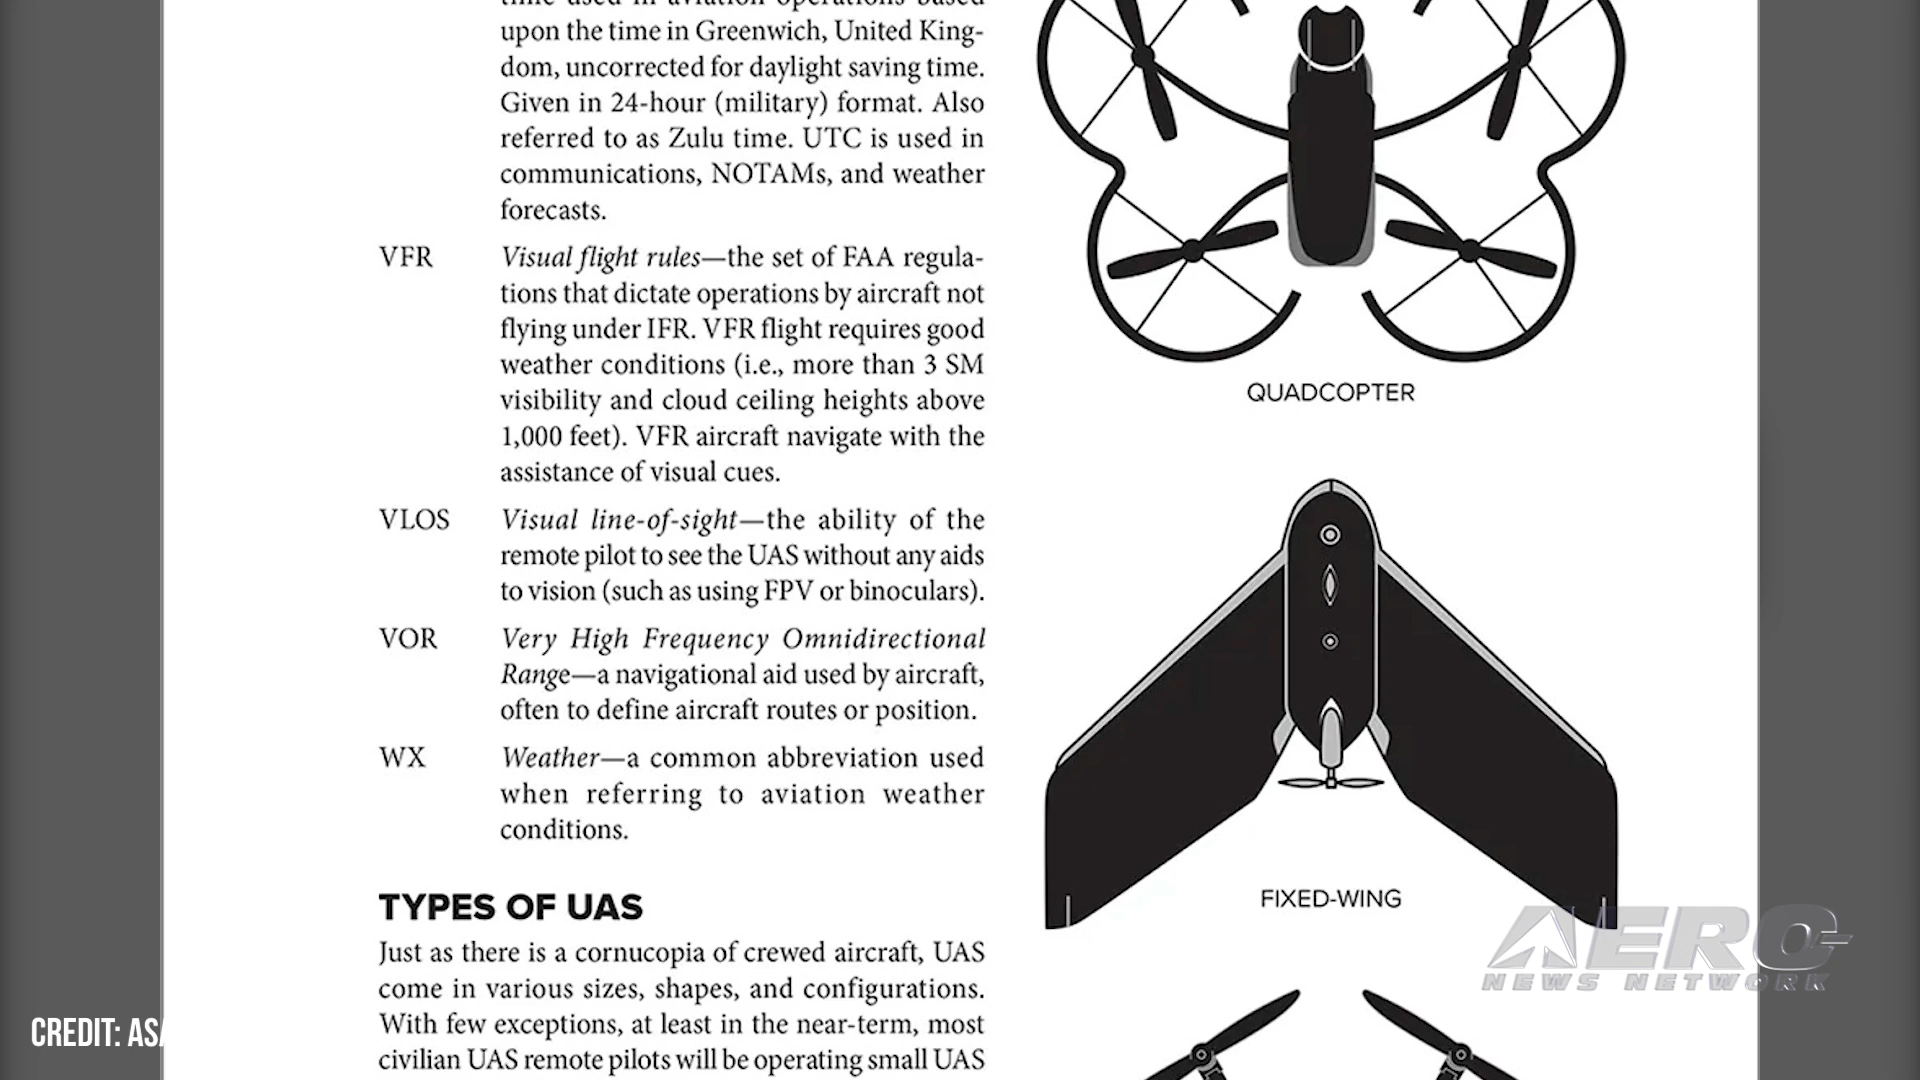 time used in aviation operations based
upon the time in Greenwich, United King-
dom, uncorrected for daylight saving time.
Given in 24-hour (military) format. Also
referred to as Zulu time. UTC is used in
communications, NOTAMs, and weather
forecasts.
VFR Visual flight rules—the set of FAA regula-
tions that dictate operations by aircraft not
flying under IFR. VFR flight requires good
weather conditions (i.e., more than 3 SM
visibility and cloud ceiling heights above
1,000 feet). VFR aircraft navigate with the
assistance of visual cues.
VLOS Visual line-of-sight—the ability of the
remote pilot to see the UAS without any aids
to vision (such as using FPV or binoculars).
VOR Very High Frequency Omnidirectional
Range—a navigational aid used by aircraft,
often to define aircraft routes or position.
WX Weather—a common abbreviation used
when referring to aviation weather
conditions.
TYPES OF UAS
Just as there is a cornucopia of crewed aircraft, UAS
come in various sizes, shapes, and configurations.
With few exceptions, at least in the near-term, most
civilian UAS remote pilots will be operating small UAS
QUADCOPTER
FIXED-WING
AERO-
NEWS NETWORK
CREDIT: ASA